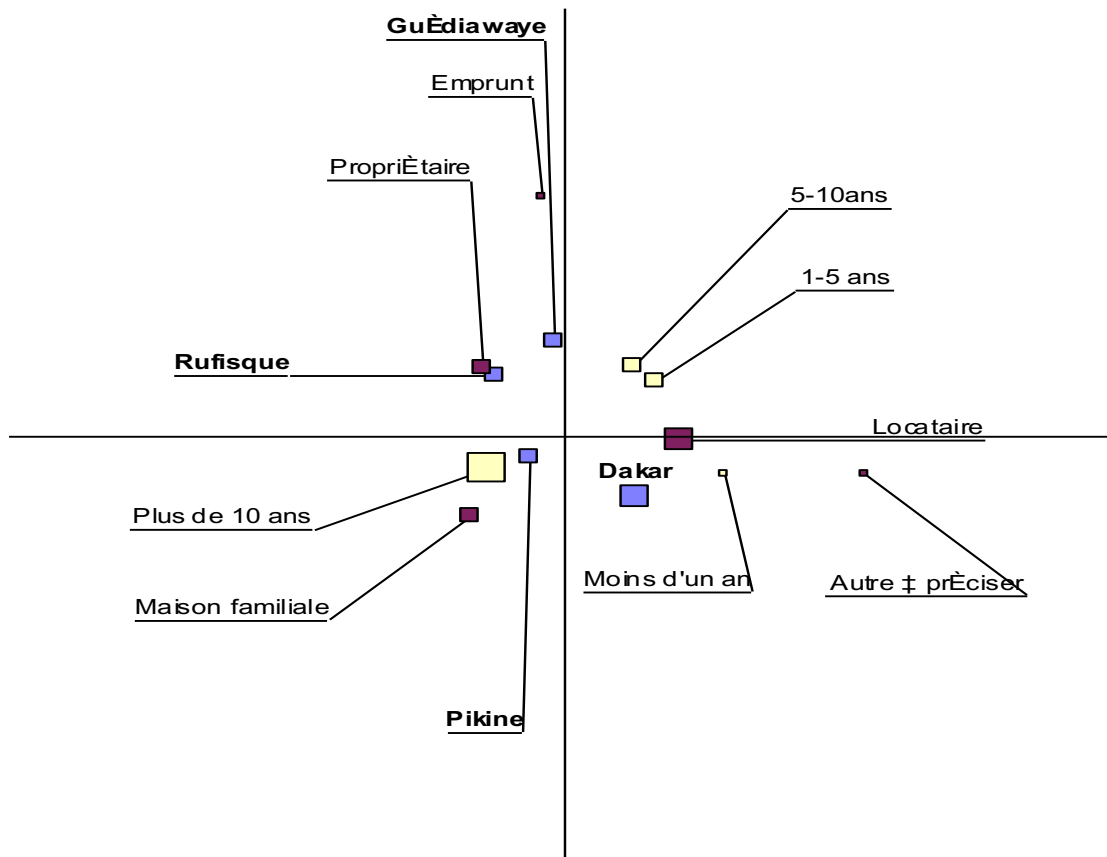 GuÈdiawaye
Emprunt
PropriÈtaire
5-10ans
1-5 ans
Rufisque
Locataire
Dakar
Plus de 10 ans
Moins d'un an
Autre ‡ prÈciser
Maison familiale
Pikine